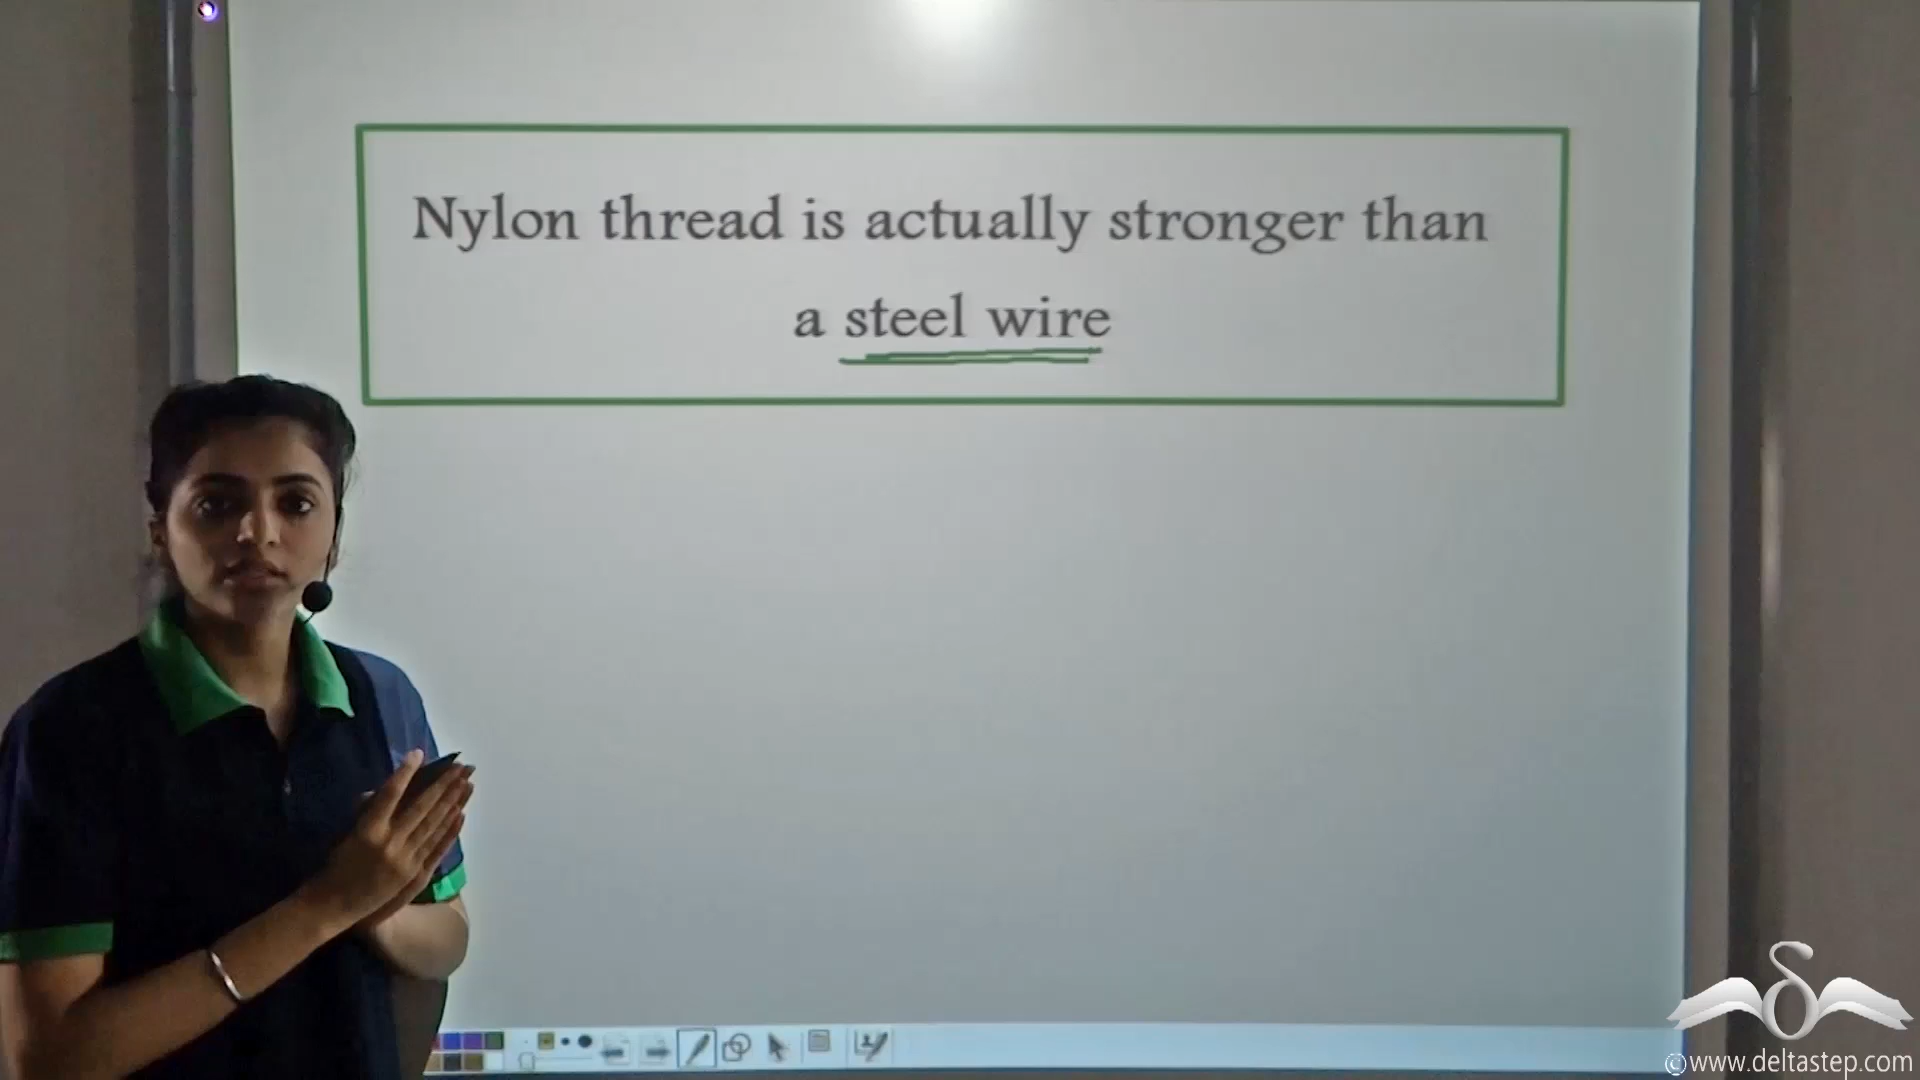 Nylon thread is actually stronger than
a steel wire
©www.deltastep.com